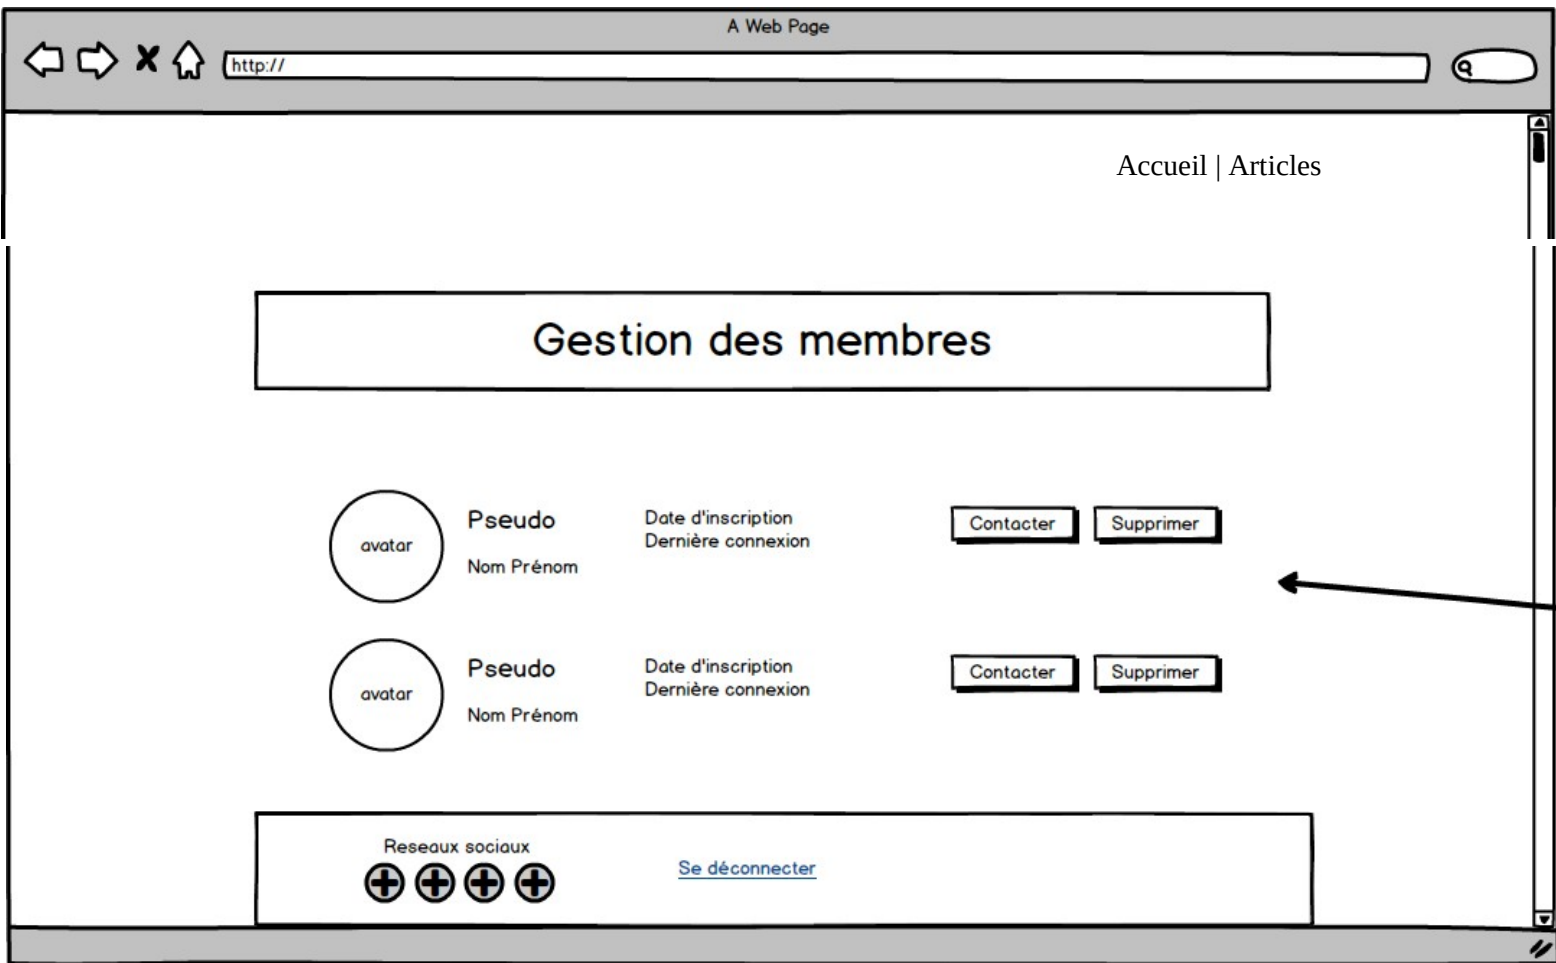 A Web Page
http://
Accueil | Articles
Gestion des membres
avatar
Pseudo
Nom Prénom
Date d'inscription
Dernière connexion
Contacter
Supprimer
avatar
Pseudo
Nom Prénom
Date d'inscription
Dernière connexion
Contacter
Supprimer
Reseaux sociaux
Se déconnecter